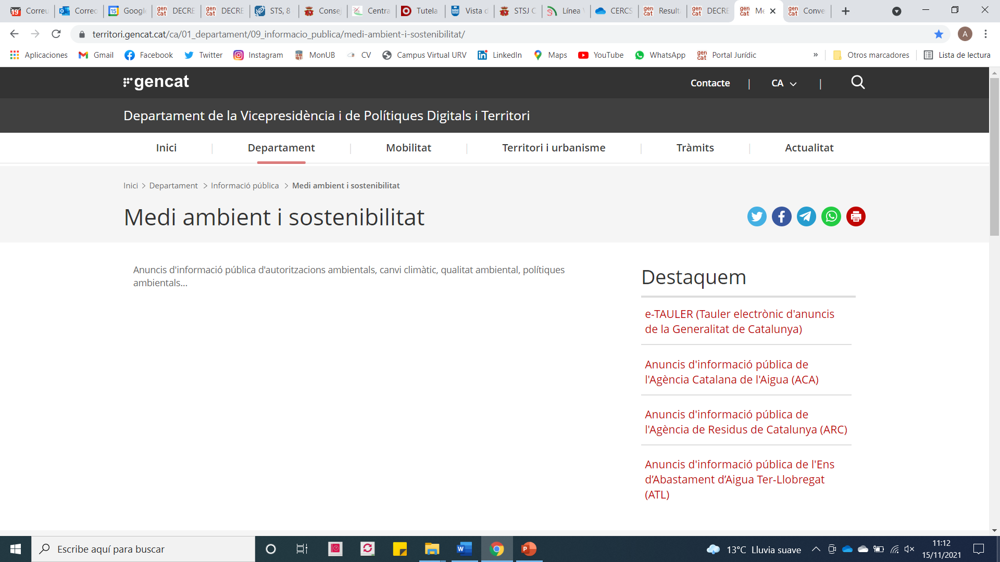 Correu
Correo
Google
DECRE
DECRE
STS, 8
Consej
Centra
Tutela
Vista d
STSJ C
Línea V
CERCS
Result
DECRE
Me
Conve
territori.gencat.cat/ca/01_departament/09_informacio_publica/medi-ambient-i-sostenibilitat/
A
Aplicaciones
Gmail
Facebook
Twitter
Instagram
MonUB
CV
Campus Virtual URV
LinkedIn
Maps
YouTube
WhatsApp
gencat Portal Jurídic
»
Otros marcadores
Lista de lectura
gencat
Contacte | CA |
Departament de la Vicepresidència i de Polítiques Digitals i Territori
Inici | Departament | Mobilitat | Territori i urbanisme | Tràmits | Actualitat
Inici > Departament > Informació pública > Medi ambient i sostenibilitat
Medi ambient i sostenibilitat
Anuncis d'informació pública d'autoritzacions ambientals, canvi climàtic, qualitat ambiental, polítiques
ambientals...
Destaquem
e-TAULER (Tauler electrònic d'anuncis
de la Generalitat de Catalunya)
Anuncis d'informació pública de
l'Agència Catalana de l'Aigua (ACA)
Anuncis d'informació pública de
l'Agència de Residus de Catalunya (ARC)
Anuncis d'informació pública de l'Ens
d’Abastament d’Aigua Ter-Llobregat
(ATL)
Escribe aquí para buscar
13°C Lluvia suave
11:12
15/11/2021